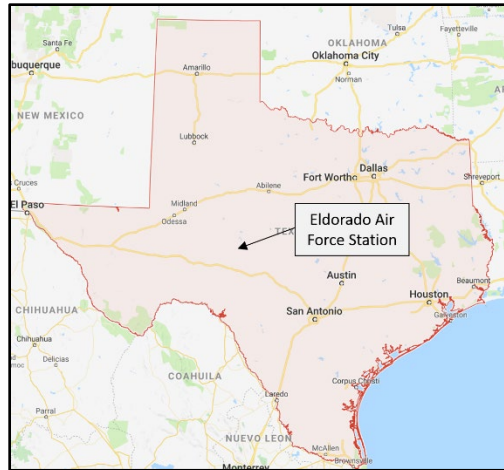 Tulsa
Fayetteville
Santa Fe
OKLAHOMA
buquerque
Amarillo
Oklahoma City
Norman
NEW MEXICO
Lubbock
Dallas
Fort Worth
Shreveport
Abilene
Cruces
El Paso
Midland
Odessa
Eldorado Air
Force Station
TEX
Austin
Beaumont
Houston
CHIHUAHUA
San Antonio
Galveston
Chihuahua
Delicias
COAHUILA
Corpus Christi
Laredo
Parral
NUEVO LEON
McAllen
Brownsville
Monterrey